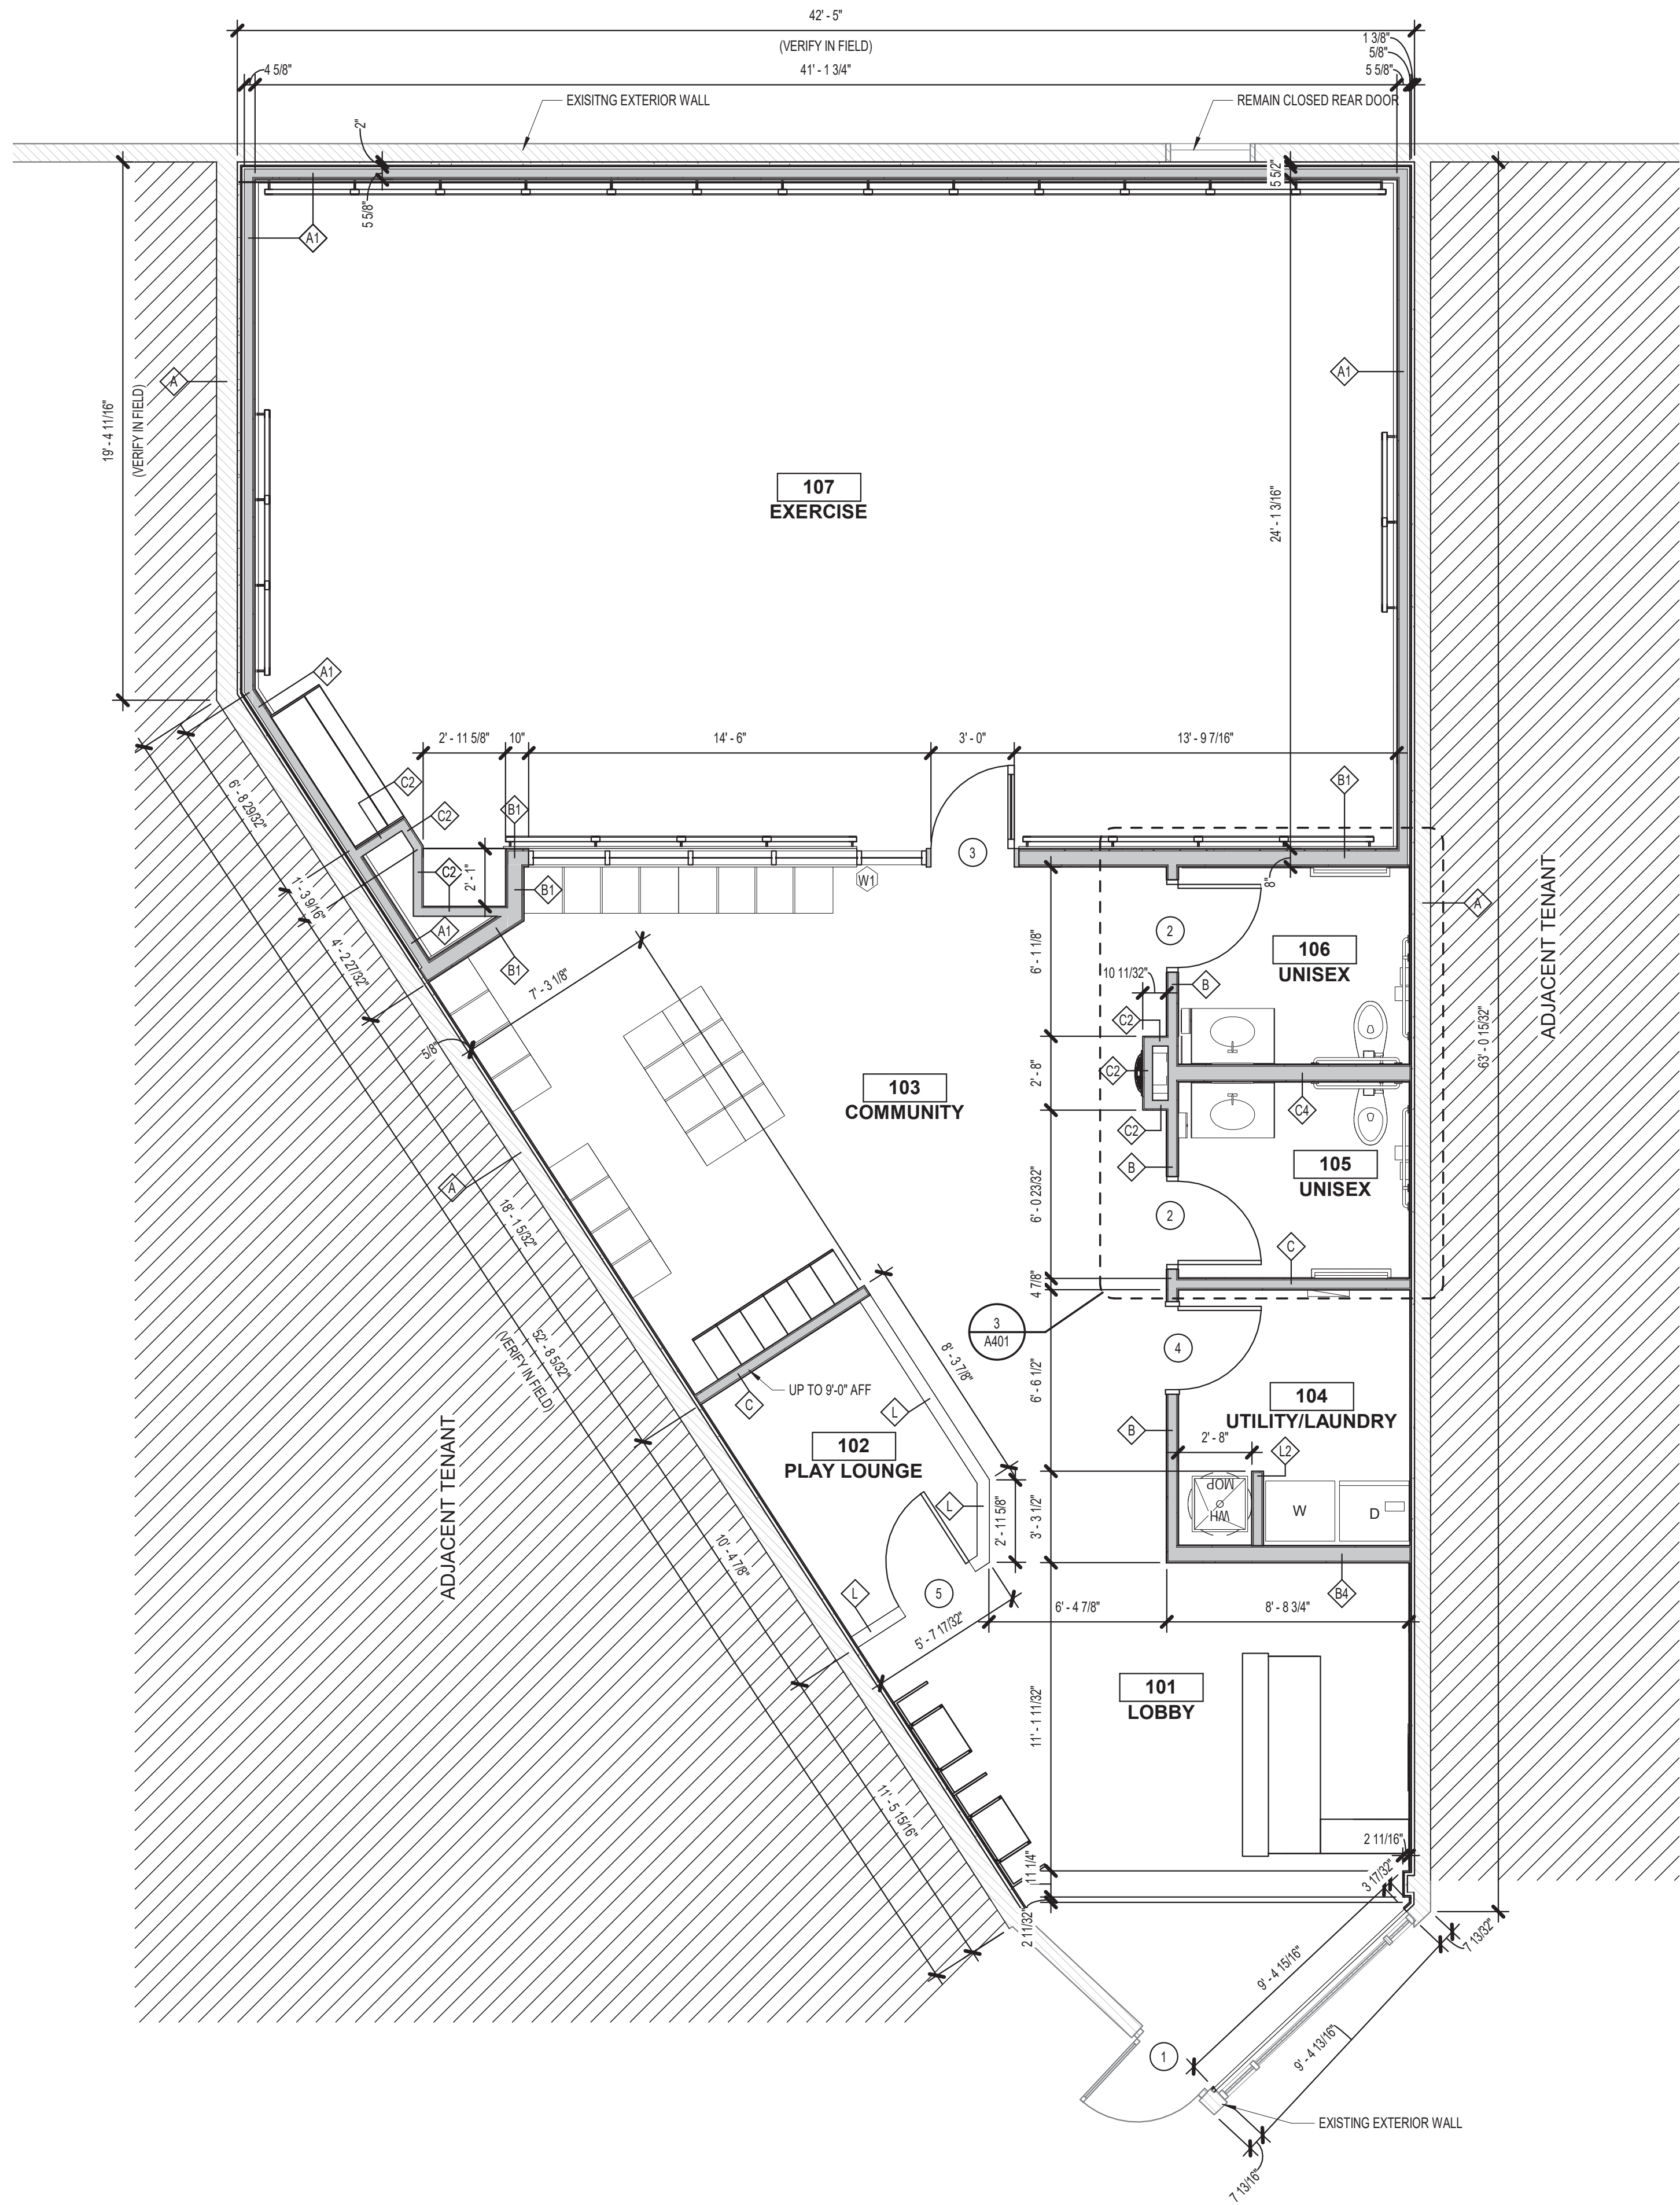 42' - 5"
(VERIFY IN FIELD)
1 3/8"
5/8"
4 5/8"
41' - 1 3/4"
5 5/8"
EXISITNG EXTERIOR WALL
REMAIN CLOSED REAR DOOR
2"
5 5/8"
5 5/2"
A1
A
A1
19' - 4 11/16"
(VERIFY IN FIELD)
107
EXERCISE
24' - 1 3/16"
A1
2' - 11 5/8"
10"
14' - 6"
3' - 0"
13' - 9 7/16"
C2
C2
B1
B1
6' - 8 29/32"
3
C2
2' - 1"
B1
W1
8"
1' - 3 9/16"
A1
B1
A
ADJACENT TENANT
4' - 2 27/32"
7' - 3 1/8"
6' - 1 1/8"
2
106
UNISEX
10 11/32"
B
C2
5/8"
63' - 0 15/32"
103
COMMUNITY
2' - 8"
C2
C4
C2
A
B
105
UNISEX
18' - 1 5/32"
6' - 0 23/32"
2
C
4 7/8"
3
A401
52' - 8 5/32"
(VERIFY IN FIELD)
8' - 3 7/8"
4
UP TO 9'-0" AFF
C
L
6' - 6 1/2"
104
UTILITY/LAUNDRY
B
2' - 8"
L2
ADJACENT TENANT
102
PLAY LOUNGE
L
2' - 11 5/8"
3' - 3 1/2"
MOP
WH
W
D
10' - 4 7/8"
L
5
B4
5' - 7 17/32"
6' - 4 7/8"
8' - 8 3/4"
101
LOBBY
11' - 1 11/32"
11' - 5 15/16"
2 11/16"
11 1/4"
3 17/32"
2 11/32"
7 13/32"
9' - 4 15/16"
1
9' - 4 13/16"
EXISTING EXTERIOR WALL
7 13/16"